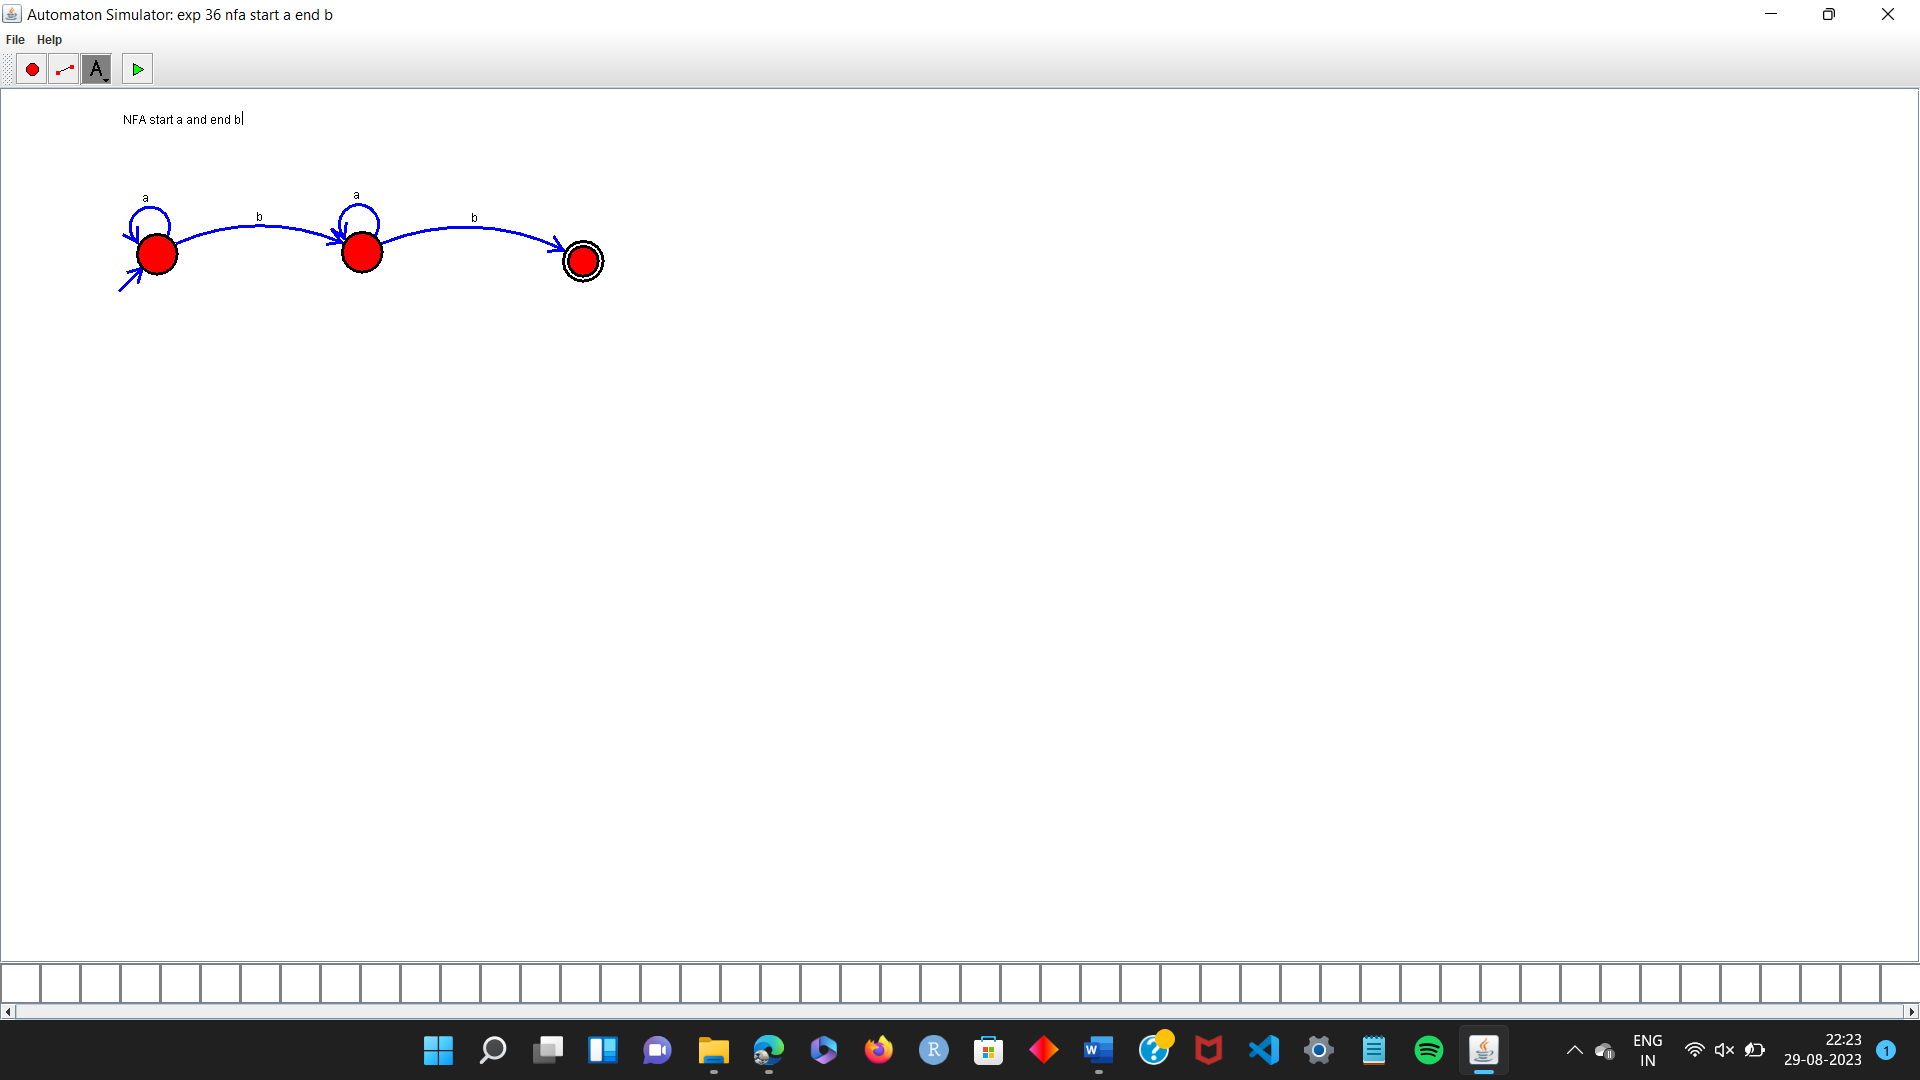 Automaton Simulator: exp 36 nfa start a end b
File Help
A
NFA start a and end b
a
a
b
b
R
W
?
ENG
IN
22:23
29-08-2023
1